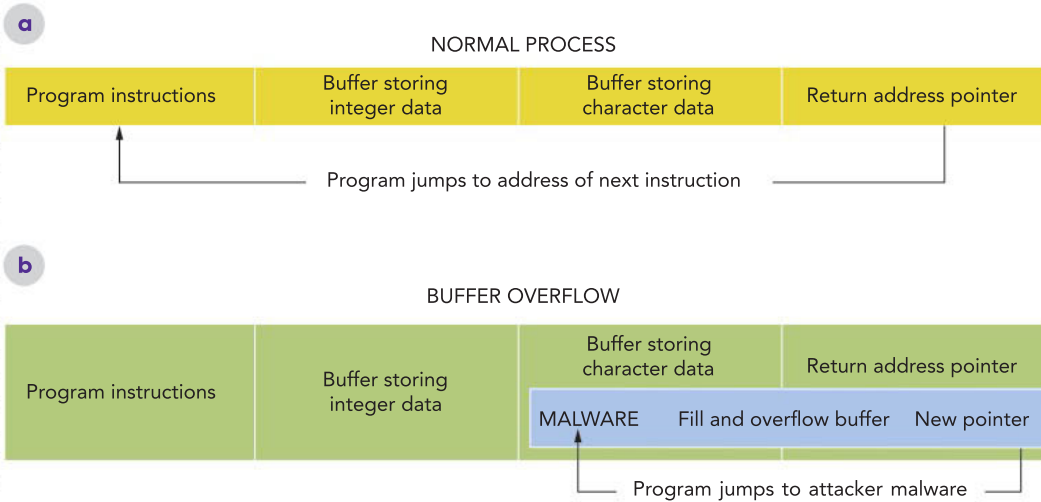 a
NORMAL PROCESS
Program instructions
Buffer storing
integer data
Buffer storing
character data
Return address pointer
Program jumps to address of next instruction
b
BUFFER OVERFLOW
Program instructions
Buffer storing
integer data
Buffer storing
character data
Return address pointer
MALWARE
Fill and overflow buffer
New pointer
Program jumps to attacker malware